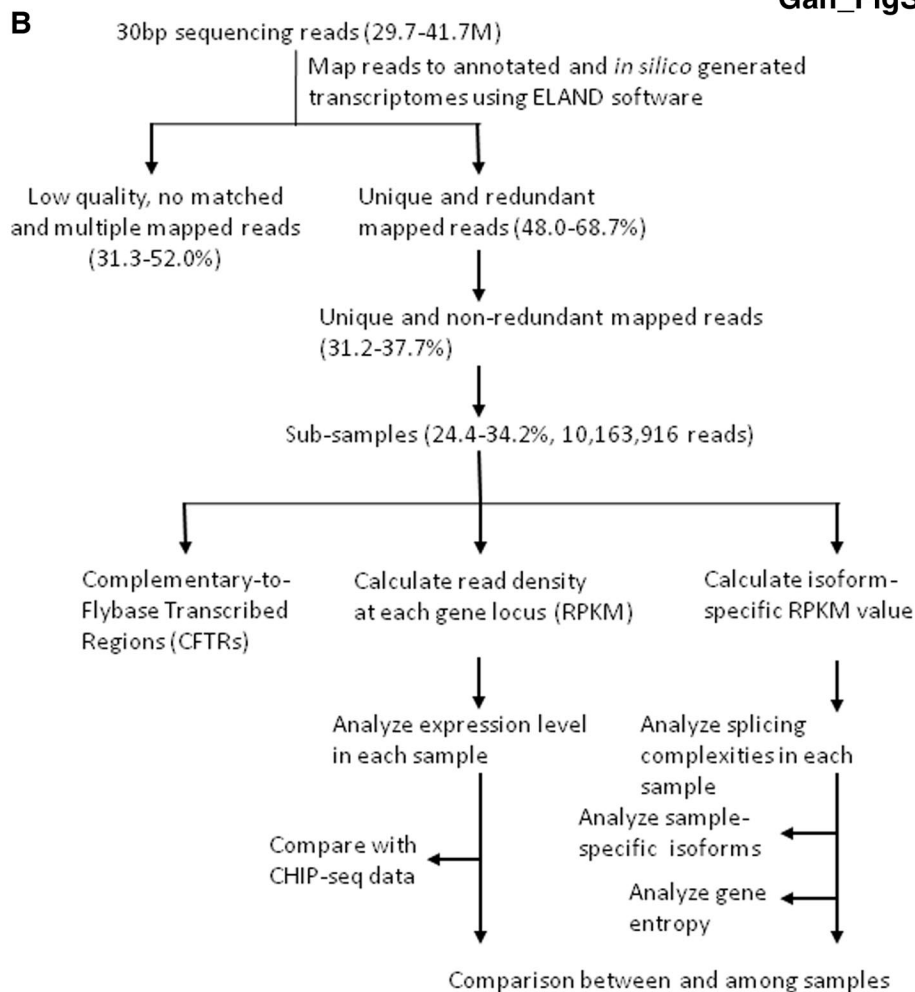 B
30bp sequencing reads (29.7-41.7M)
Map reads to annotated and in silico generated
transcriptomes using ELAND software
Low quality, no matched
and multiple mapped reads
(31.3-52.0%)
Unique and redundant
mapped reads (48.0-68.7%)
Unique and non-redundant mapped reads
(31.2-37.7%)
Sub-samples (24.4-34.2%, 10,163,916 reads)
Complementary-to-
Flybase Transcribed
Regions (CFTRs)
Calculate read density
at each gene locus (RPKM)
Calculate isoform-
specific RPKM value
Analyze expression level
in each sample
Analyze splicing
complexities in each
sample
Compare with
CHIP-seq data
Analyze sample-
specific isoforms
Analyze gene
entropy
Comparison between and among samples